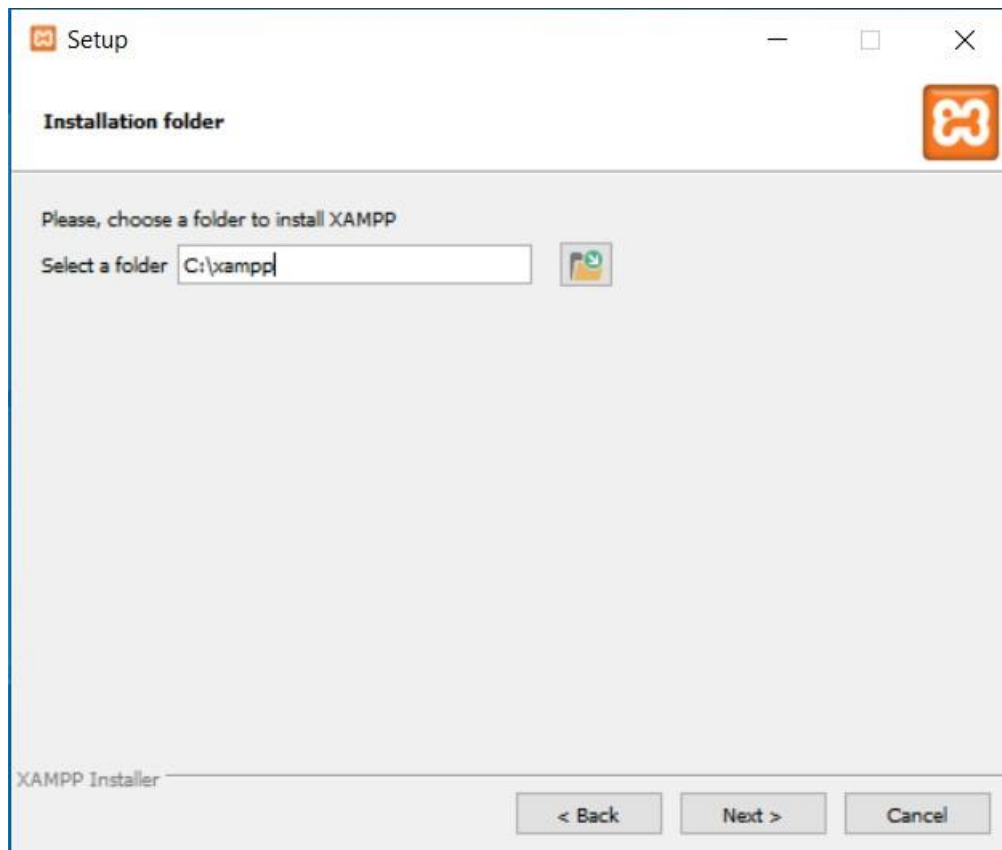 Setup
Installation folder
Please, choose a folder to install XAMPP
Select a folder C:\xampp
XAMPP Installer
< Back Next > Cancel